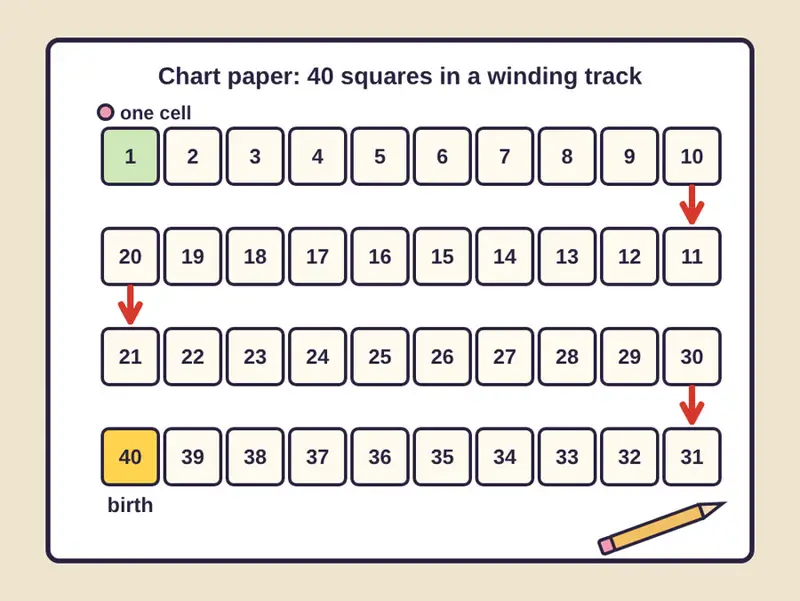 Chart paper: 40 squares in a winding track
one cell
1 2 3 4 5 6 7 8 9 10
20 19 18 17 16 15 14 13 12 11
21 22 23 24 25 26 27 28 29 30
40 39 38 37 36 35 34 33 32 31
birth